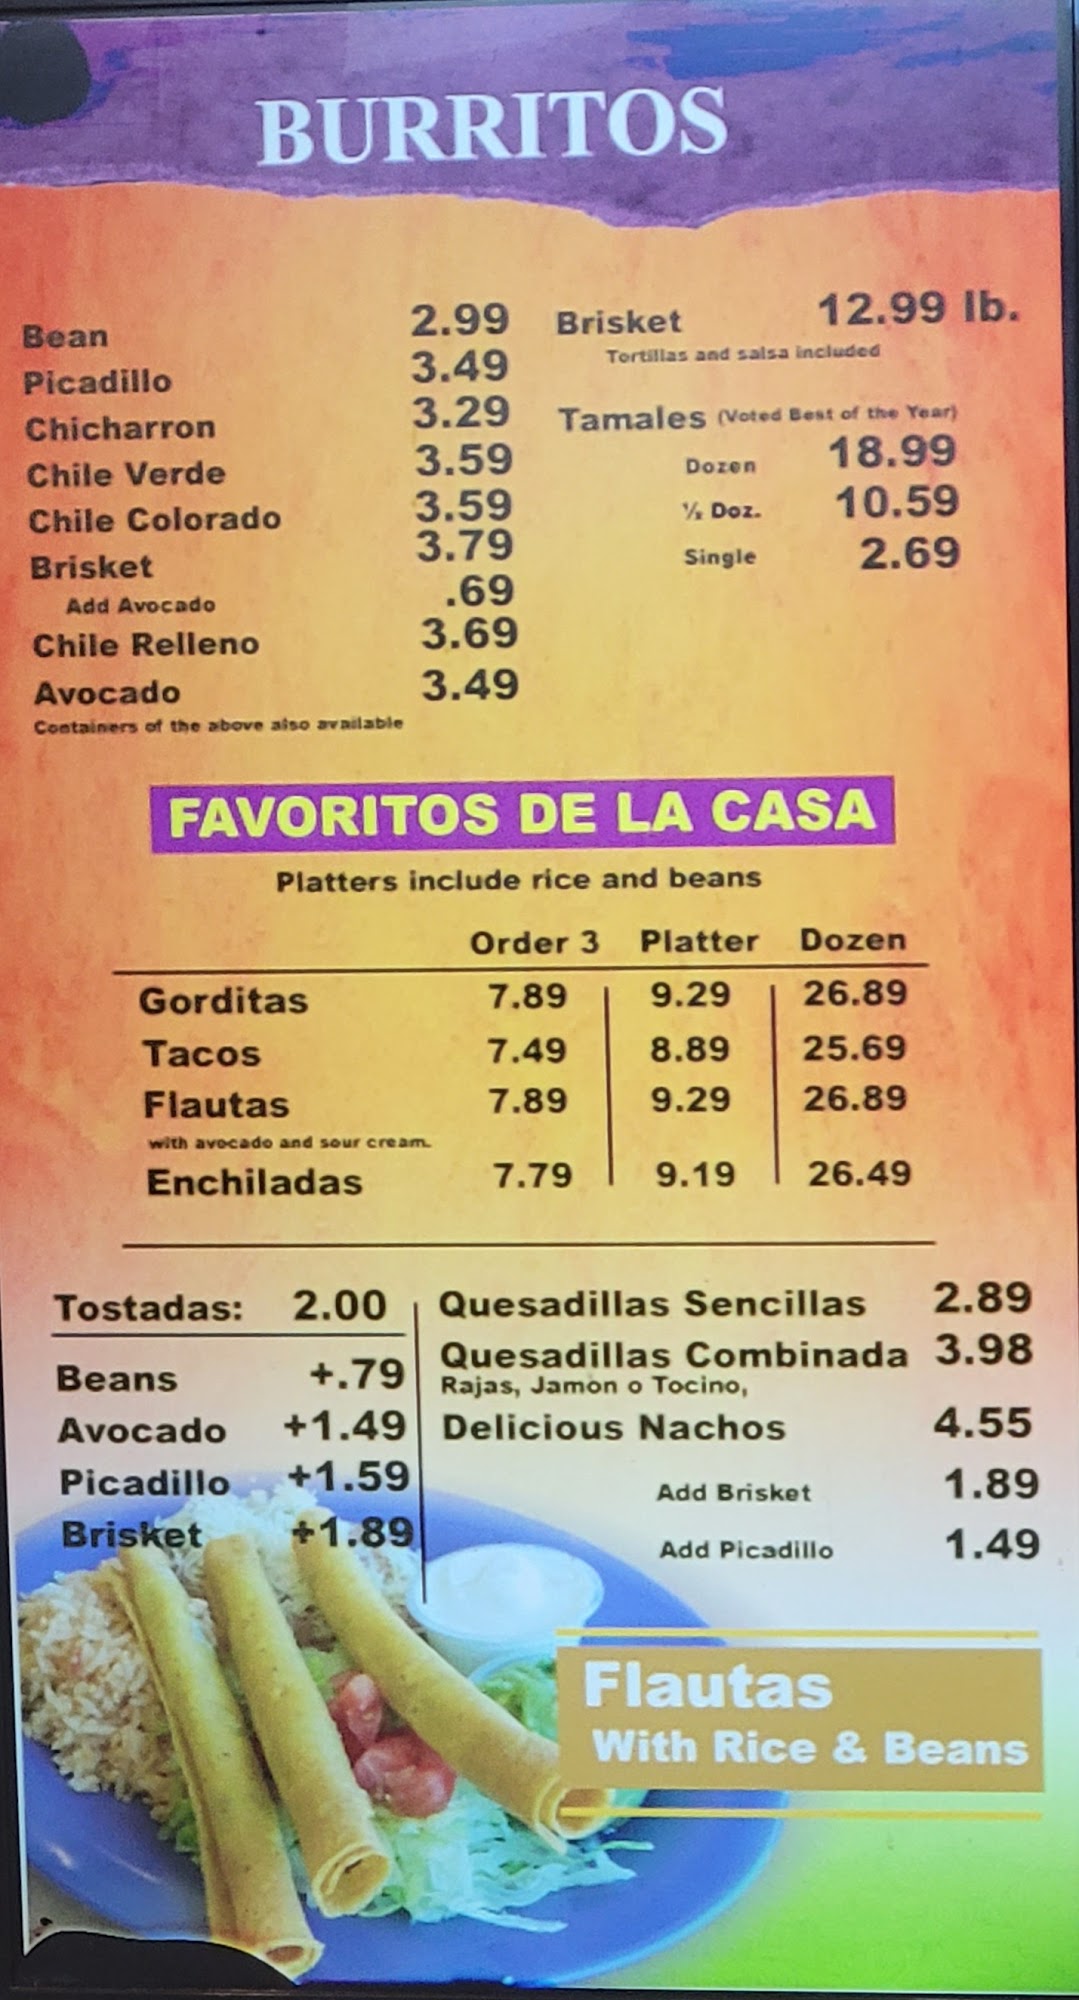 BURRITOS
Bean 2.99
Picadillo 3.49
Chicharron 3.29
Chile Verde 3.59
Chile Colorado 3.59
Brisket 3.79
Add Avocado .69
Chile Relleno 3.69
Avocado 3.49
Containers of the above also available
Brisket 12.99 lb.
Tortillas and salsa included
Tamales (Voted Best of the Year)
Dozen 18.99
½ Doz. 10.59
Single 2.69
FAVORITOS DE LA CASA
Platters include rice and beans
Order 3 Platter Dozen
Gorditas 7.89 9.29 26.89
Tacos 7.49 8.89 25.69
Flautas 7.89 9.29 26.89
with avocado and sour cream.
Enchiladas 7.79 9.19 26.49
Tostadas: 2.00
Beans +.79
Avocado +1.49
Picadillo +1.59
Brisket +1.89
Quesadillas Sencillas 2.89
Quesadillas Combinada 3.98
Rajas, Jamòn o Tocino,
Delicious Nachos 4.55
Add Brisket 1.89
Add Picadillo 1.49
Flautas
With Rice & Beans